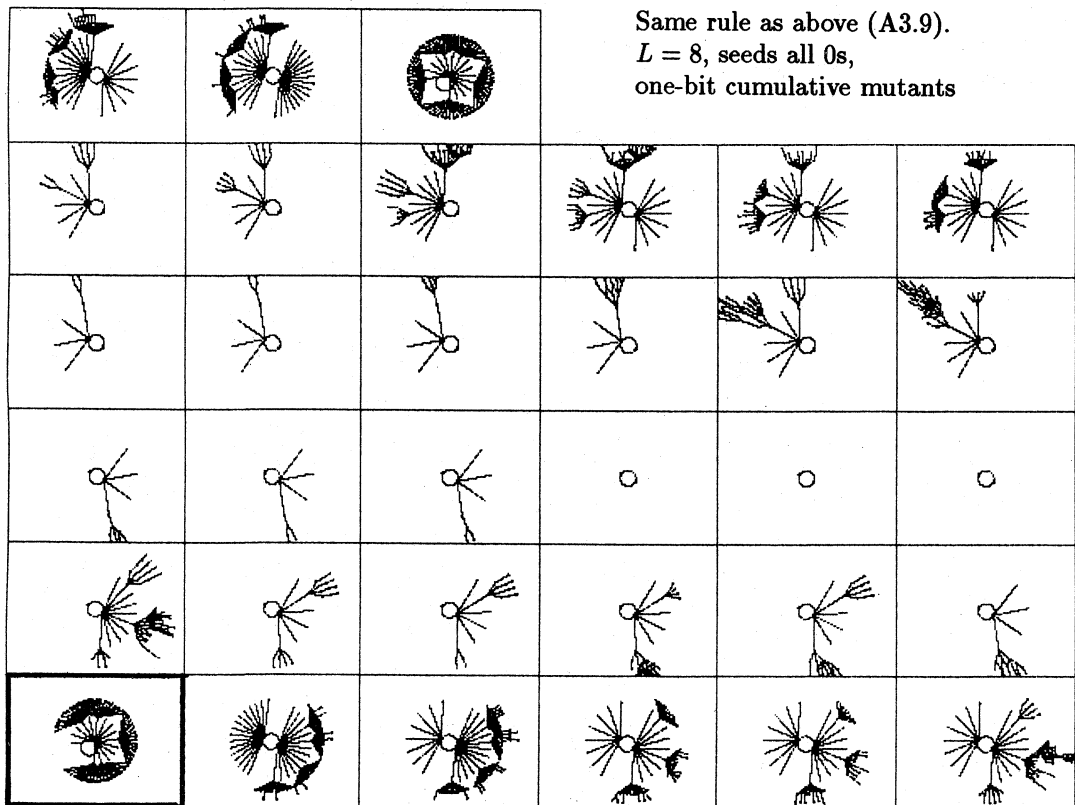 Same rule as above (A3.9).
L = 8, seeds all 0s,
one-bit cumulative mutants